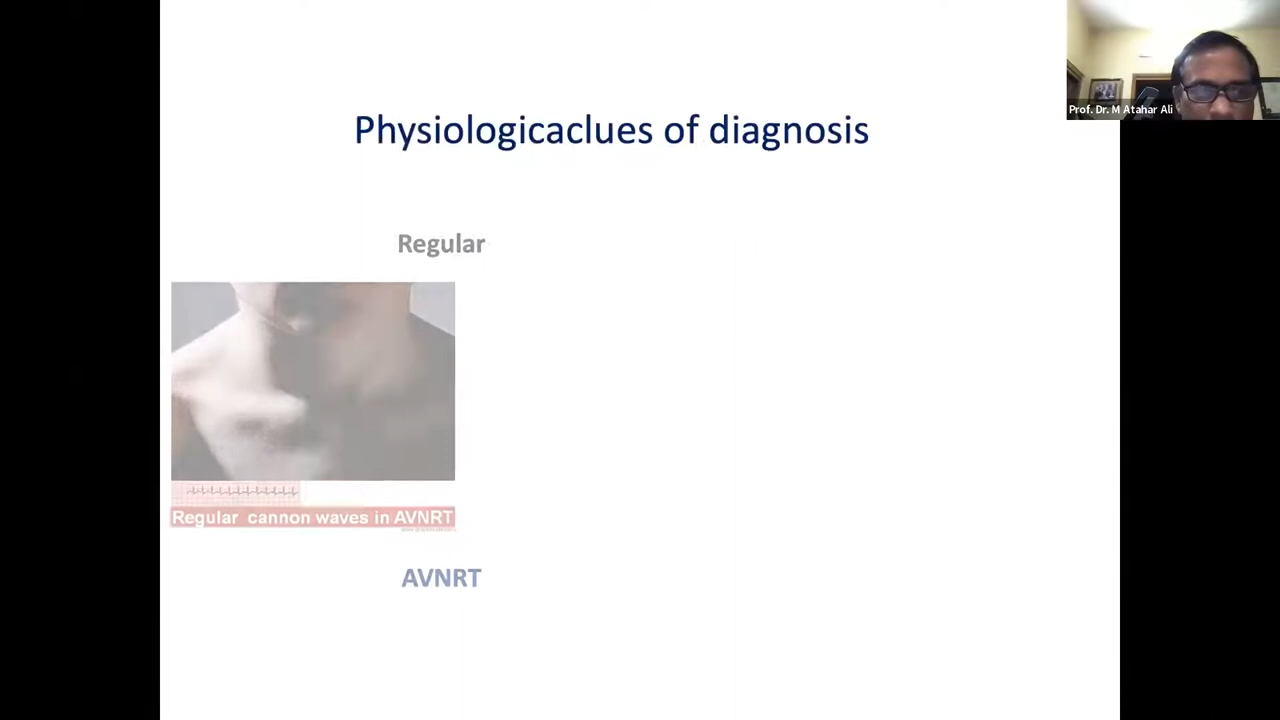 Prof. Dr. M Atahar Ali
Physiologicaclues of diagnosis
Regular
Regular cannon waves in AVNRT
AVNRT